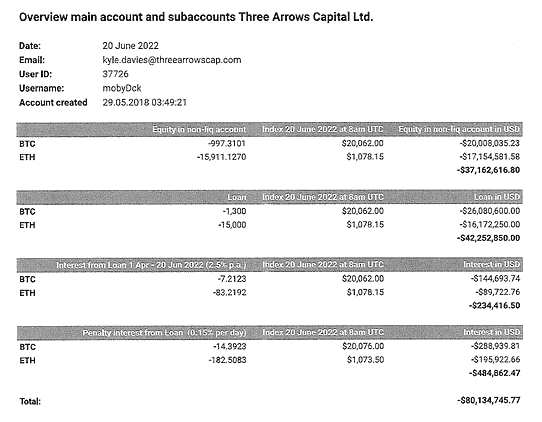 Overview main account and subaccounts Three Arrows Capital Ltd.
Date: 20 June 2022
Email: kyle.davies@threearrowscap.com
User ID: 37726
Username: mobyDck
Account created 29.05.2018 03:49:21
Equity in non-liq account Index 20 June 2022 at 8am UTC Equity in non-liq account in USD
BTC -997.3101 $20,062.00 -$20,008,035.23
ETH -15,911.1270 $1,078.15 -$17,154,581.58
-$37,162,616.80
Loan Index 20 June 2022 at 8am UTC Loan in USD
BTC -1,300 $20,062.00 -$26,080,600.00
ETH -15,000 $1,078.15 -$16,172,250.00
-$42,252,850.00
Interest from Loan 1 Apr - 20 Jun 2022 (2.5% p.a.) Index 20 June 2022 at 8am UTC Interest in USD
BTC -7.2123 $20,062.00 -$144,693.74
ETH -83.2192 $1,078.15 -$89,722.76
-$234,416.50
Penalty interest from Loan (0.15% per day) Index 20 June 2022 at 8am UTC Interest in USD
BTC -14.3923 $20,076.00 -$288,939.81
ETH -182.5083 $1,073.50 -$195,922.66
-$484,862.47
Total: -$80,134,745.77